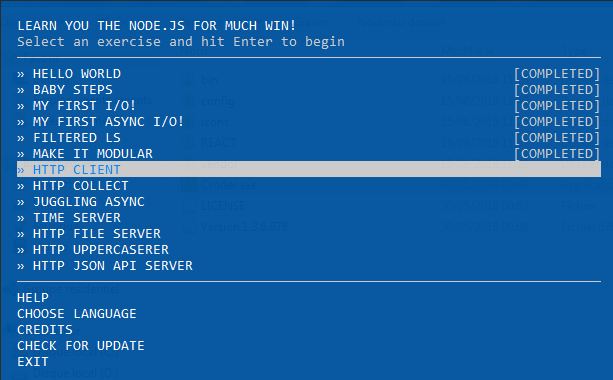 LEARN YOU THE NODE.JS FOR MUCH WIN!
Select an exercise and hit Enter to begin
» HELLO WORLD [COMPLETED]
» BABY STEPS [COMPLETED]
» MY FIRST I/O! [COMPLETED]
» MY FIRST ASYNC I/O! [COMPLETED]
» FILTERED LS [COMPLETED]
» MAKE IT MODULAR [COMPLETED]
» HTTP CLIENT
» HTTP COLLECT
» JUGGLING ASYNC
» TIME SERVER
» HTTP FILE SERVER
» HTTP UPPERCASERER
» HTTP JSON API SERVER
HELP
CHOOSE LANGUAGE
CREDITS
CHECK FOR UPDATE
EXIT